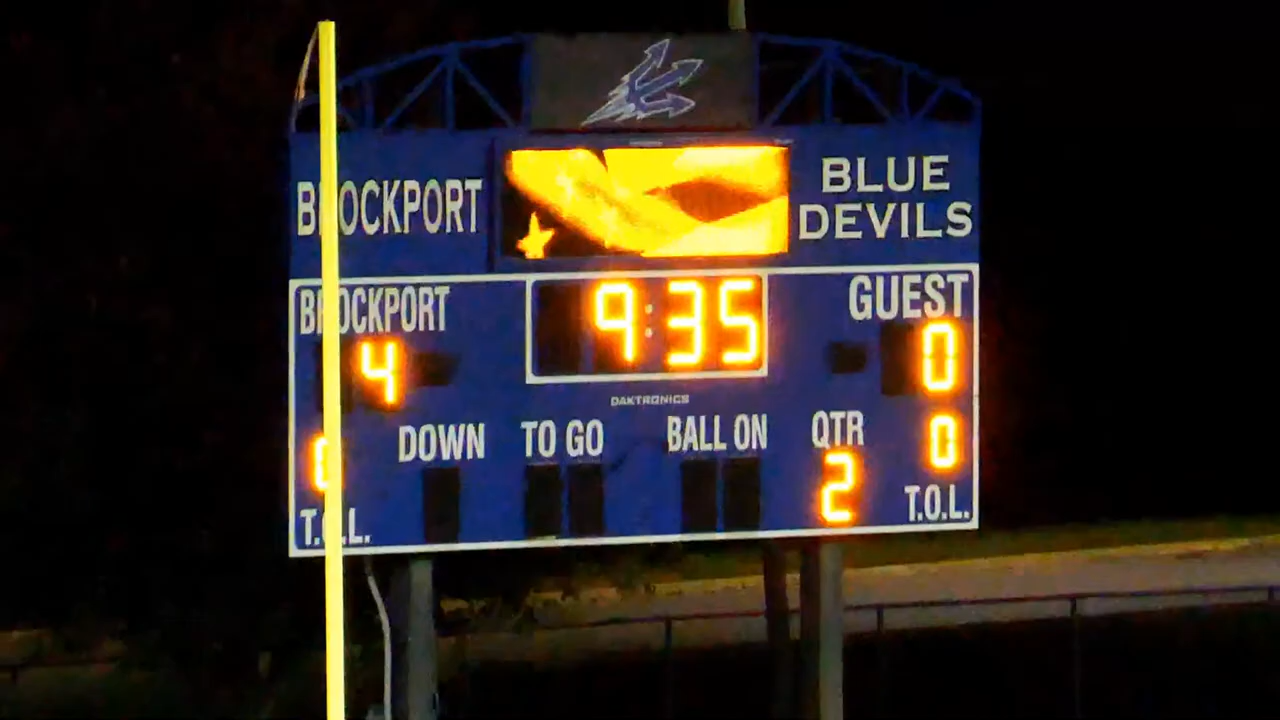 BROCKPORT
BLUE
DEVILS
BROCKPORT
9:35
GUEST
4
0
DAKTRONICS
DOWN
TO GO
BALL ON
QTR
0
0
2
T.O.L.
T.O.L.